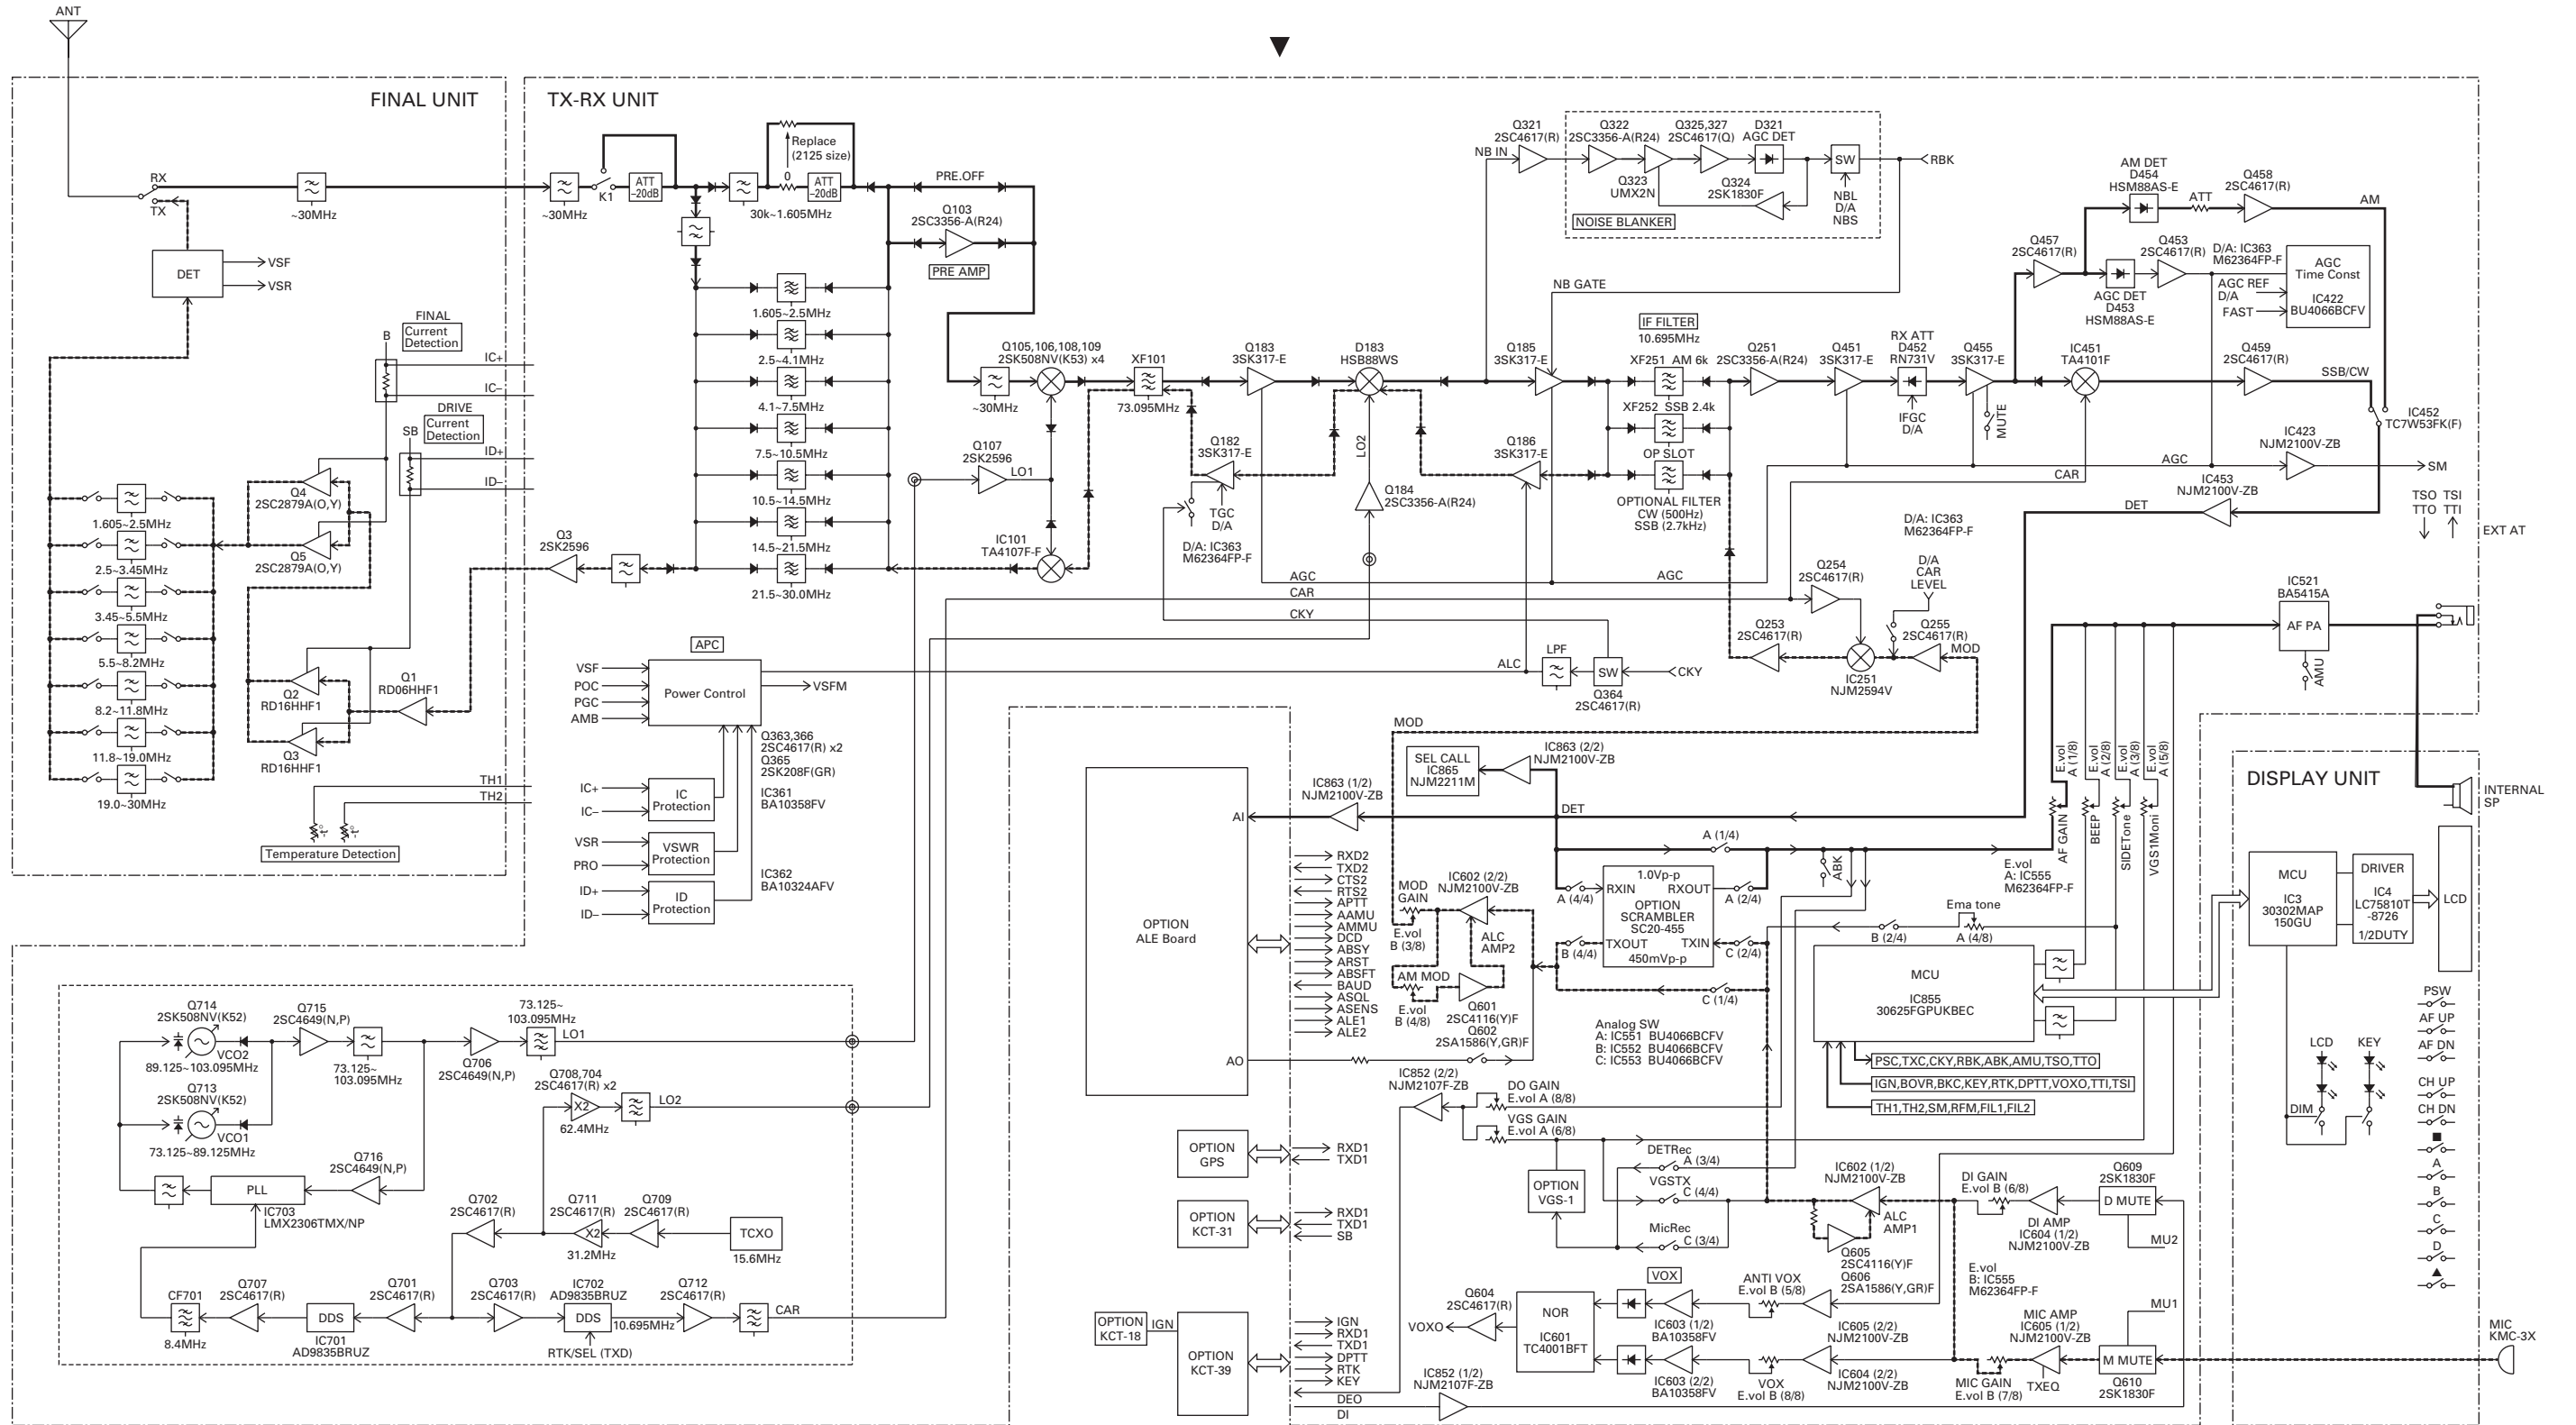 ANT
FINAL UNIT
TX-RX UNIT
RX
TX
~30MHz
DET
VSF
VSR
FINAL
Current
Detection
B
IC+
IC–
DRIVE
Current
Detection
SB
ID+
ID–
Q4
2SC2879A(O,Y)
Q5
2SC2879A(O,Y)
1.605~2.5MHz
2.5~3.45MHz
3.45~5.5MHz
5.5~8.2MHz
8.2~11.8MHz
11.8~19.0MHz
19.0~30MHz
Q2
RD16HHF1
Q1
RD06HHF1
Q3
RD16HHF1
TH1
TH2
-t°
-t°
Temperature Detection
~30MHz
K1
ATT
–20dB
Replace
(2125 size)
0
ATT
–20dB
30k~1.605MHz
PRE.OFF
Q103
2SC3356-A(R24)
PRE AMP
1.605~2.5MHz
2.5~4.1MHz
4.1~7.5MHz
7.5~10.5MHz
10.5~14.5MHz
14.5~21.5MHz
21.5~30.0MHz
Q3
2SK2596
~30MHz
Q105,106,108,109
2SK508NV(K53) x4
XF101
73.095MHz
Q107
2SK2596
LO1
IC101
TA4107F-F
Q183
3SK317-E
Q182
3SK317-E
TGC
D/A
D/A: IC363
M62364FP-F
D183
HSB88WS
LO2
Q184
2SC3356-A(R24)
Q185
3SK317-E
Q186
3SK317-E
NB IN
Q321
2SC4617(R)
Q322
2SC3356-A(R24)
Q325,327
2SC4617(Q)
D321
AGC DET
SW
RBK
Q323
UMX2N
Q324
2SK1830F
NBL
D/A
NBS
NOISE BLANKER
NB GATE
IF FILTER
10.695MHz
XF251 AM 6k
XF252 SSB 2.4k
OP SLOT
OPTIONAL FILTER
CW (500Hz)
SSB (2.7kHz)
Q251
2SC3356-A(R24)
Q451
3SK317-E
RX ATT
D452
RN731V
IFGC
D/A
Q455
3SK317-E
MUTE
Q457
2SC4617(R)
AM DET
D454
HSM88AS-E
ATT
Q458
2SC4617(R)
AM
Q453
2SC4617(R)
AGC DET
D453
HSM88AS-E
D/A: IC363
M62364FP-F
AGC REF
D/A
FAST
AGC
Time Const
IC422
BU4066BCFV
IC451
TA4101F
Q459
2SC4617(R)
SSB/CW
IC452
TC7W53FK(F)
IC423
NJM2100V-ZB
AGC
SM
CAR
IC453
NJM2100V-ZB
DET
TSO TSI
TTO TTI
EXT AT
AGC
AGC
CAR
CKY
Q254
2SC4617(R)
D/A: IC363
M62364FP-F
D/A
CAR
LEVEL
Q253
2SC4617(R)
Q255
2SC4617(R)
MOD
IC251
NJM2594V
ALC
LPF
SW
CKY
Q364
2SC4617(R)
IC521
BA5415A
AF PA
AMU
APC
VSF
POC
PGC
AMB
Power Control
VSFM
Q363,366
2SC4617(R) x2
Q365
2SK208F(GR)
IC361
BA10358FV
IC+
IC–
IC
Protection
VSR
PRO
VSWR
Protection
ID+
ID–
ID
Protection
IC362
BA10324AFV
MOD
SEL CALL
IC865
NJM2211M
IC863 (2/2)
NJM2100V-ZB
IC863 (1/2)
NJM2100V-ZB
AI
DET
OPTION
ALE Board
AO
RXD2
TXD2
CTS2
RTS2
APTT
AAMU
AMMU
DCD
ABSY
ARST
ABSFT
BAUD
ASQL
ASENS
ALE1
ALE2
MOD
GAIN
E.vol
B (3/8)
IC602 (2/2)
NJM2100V-ZB
ALC
AMP2
AM MOD
E.vol
B (4/8)
Q601
2SC4116(Y)F
Q602
2SA1586(Y,GR)F
A (1/4)
A (4/4)
RXIN
1.0Vp-p
RXOUT
OPTION
SCRAMBLER
SC20-455
TXOUT
TXIN
450mVp-p
A (2/4)
B (4/4)
C (2/4)
C (1/4)
ABK
Analog SW
A: IC551 BU4066BCFV
B: IC552 BU4066BCFV
C: IC553 BU4066BCFV
E.vol
A: IC555
M62364FP-F
E.vol
A (1/8)
E.vol
A (2/8)
E.vol
A (3/8)
E.vol
A (5/8)
AF GAIN
BEEP
SIDETone
VGS1Moni
Ema tone
B (2/4)
A (4/8)
MCU
IC855
30625FGPUKBEC
PSC,TXC,CKY,RBK,ABK,AMU,TSO,TTO
IGN,BOVR,BKC,KEY,RTK,DPTT,VOXO,TTI,TSI
TH1,TH2,SM,RFM,FIL1,FIL2
DISPLAY UNIT
INTERNAL
SP
MCU
IC3
30302MAP
150GU
DRIVER
IC4
LC75810T
-8726
1/2DUTY
LCD
LCD
KEY
DIM
PSW
AF UP
AF DN
CH UP
CH DN
■
A
B
C
D
▲
MIC
KMC-3X
Q714
2SK508NV(K52)
VCO2
89.125~103.095MHz
Q713
2SK508NV(K52)
VCO1
73.125~89.125MHz
Q715
2SC4649(N,P)
73.125~
103.095MHz
Q706
2SC4649(N,P)
73.125~
103.095MHz
LO1
Q708,704
2SC4617(R) x2
X2
62.4MHz
LO2
Q716
2SC4649(N,P)
PLL
IC703
LMX2306TMX/NP
Q702
2SC4617(R)
Q711
2SC4617(R)
X2
31.2MHz
Q709
2SC4617(R)
TCXO
15.6MHz
CF701
8.4MHz
Q707
2SC4617(R)
DDS
IC701
AD9835BRUZ
Q701
2SC4617(R)
Q703
2SC4617(R)
IC702
AD9835BRUZ
DDS
RTK/SEL (TXD)
10.695MHz
Q712
2SC4617(R)
CAR
OPTION
GPS
RXD1
TXD1
OPTION
KCT-31
RXD1
TXD1
SB
OPTION
KCT-18
IGN
OPTION
KCT-39
IGN
RXD1
TXD1
DPTT
RTK
KEY
DEO
DI
IC852 (2/2)
NJM2107F-ZB
DO GAIN
E.vol A (8/8)
VGS GAIN
E.vol A (6/8)
OPTION
VGS-1
DETRec
A (3/4)
VGSTX
C (4/4)
MicRec
C (3/4)
IC602 (1/2)
NJM2100V-ZB
ALC
AMP1
Q605
2SC4116(Y)F
Q606
2SA1586(Y,GR)F
DI GAIN
E.vol B (6/8)
DI AMP
IC604 (1/2)
NJM2100V-ZB
Q609
2SK1830F
D MUTE
MU2
E.vol
B: IC555
M62364FP-F
MIC AMP
IC605 (1/2)
NJM2100V-ZB
MU1
M MUTE
Q610
2SK1830F
MIC GAIN
E.vol B (7/8)
TXEQ
VOX
ANTI VOX
E.vol B (5/8)
IC605 (2/2)
NJM2100V-ZB
IC603 (1/2)
BA10358FV
VOX
E.vol B (8/8)
IC604 (2/2)
NJM2100V-ZB
IC603 (2/2)
BA10358FV
NOR
IC601
TC4001BFT
Q604
2SC4617(R)
VOXO
IC852 (1/2)
NJM2107F-ZB